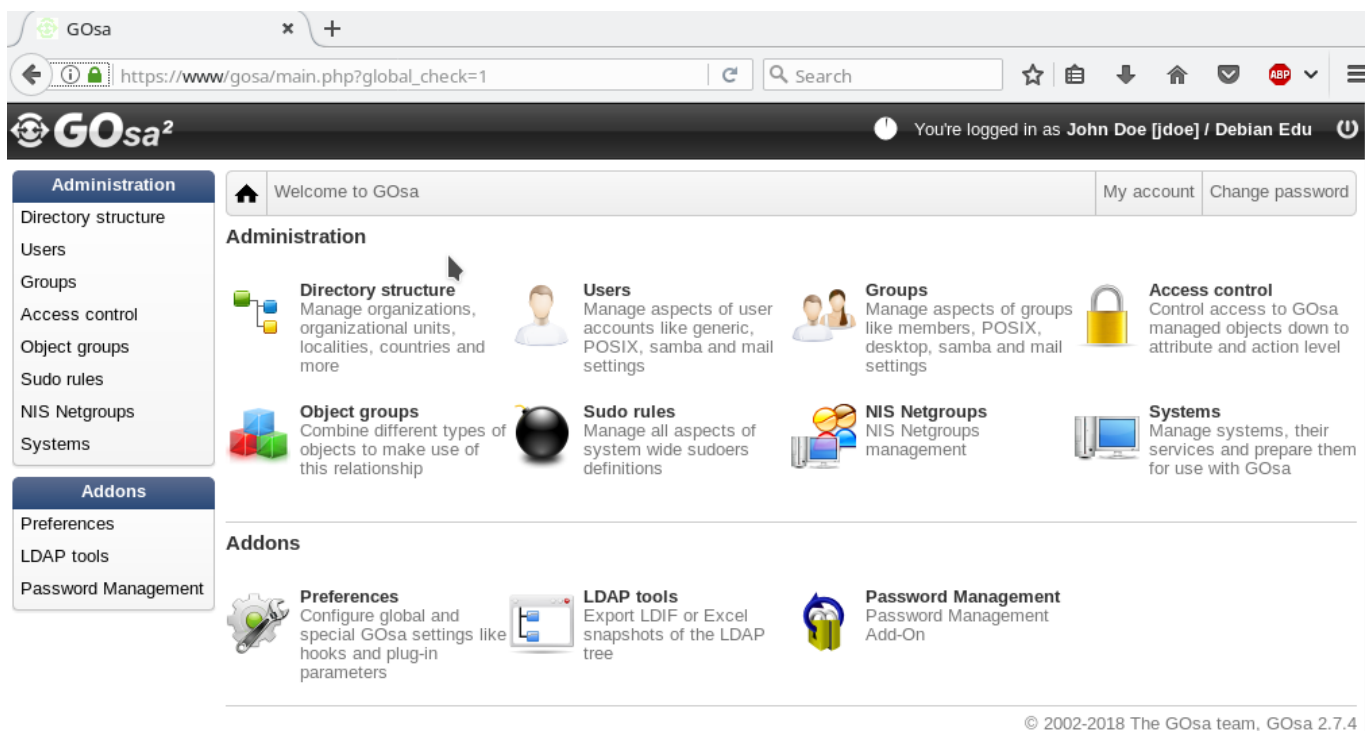 GOsa
https://www/gosa/main.php?global_check=1
Search
ABP
GOsa²
You're logged in as John Doe [jdoe] / Debian Edu
Administration
Directory structure
Users
Groups
Access control
Object groups
Sudo rules
NIS Netgroups
Systems
Addons
Preferences
LDAP tools
Password Management
Welcome to GOsa
My account
Change password
Administration
Directory structure
Manage organizations,
organizational units,
localities, countries and
more
Users
Manage aspects of user
accounts like generic,
POSIX, samba and mail
settings
Groups
Manage aspects of groups
like members, POSIX,
desktop, samba and mail
settings
Access control
Control access to GOsa
managed objects down to
attribute and action level
Object groups
Combine different types of
objects to make use of
this relationship
Sudo rules
Manage all aspects of
system wide sudoers
definitions
NIS Netgroups
NIS Netgroups
management
Systems
Manage systems, their
services and prepare them
for use with GOsa
Addons
Preferences
Configure global and
special GOsa settings like
hooks and plug-in
parameters
LDAP tools
Export LDIF or Excel
snapshots of the LDAP
tree
Password Management
Password Management
Add-On
© 2002-2018 The GOsa team, GOsa 2.7.4